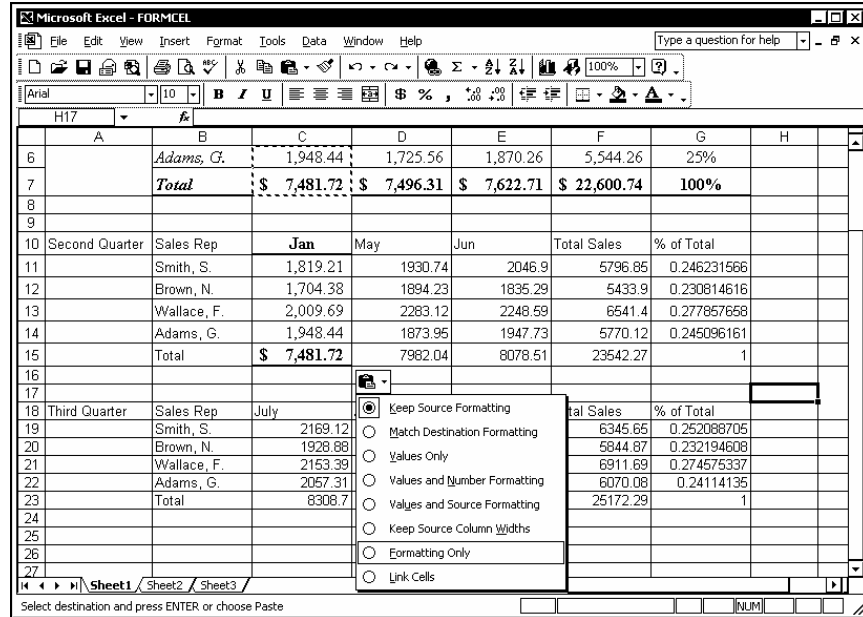 Microsoft Excel - FORMCEL
File Edit View Insert Format Tools Data Window Help Type a question for help
100%
Arial 10 B I U $ % ,
H17 fx
A B C D E F G H
6 Adams, G. 1,948.44 1,725.56 1,870.26 5,544.26 25%
7 Total $ 7,481.72 $ 7,496.31 $ 7,622.71 $ 22,600.74 100%
8
9
10 Second Quarter Sales Rep Jan May Jun Total Sales % of Total
11 Smith, S. 1,819.21 1930.74 2046.9 5796.85 0.246231566
12 Brown, N. 1,704.38 1894.23 1835.29 5433.9 0.230814616
13 Wallace, F. 2,009.69 2283.12 2248.59 6541.4 0.277857658
14 Adams, G. 1,948.44 1873.95 1947.73 5770.12 0.245096161
15 Total $ 7,481.72 7982.04 8078.51 23542.27 1
16
17
18 Third Quarter Sales Rep July tal Sales % of Total
19 Smith, S. 2169.12 6345.65 0.252088705
20 Brown, N. 1928.88 5844.87 0.232194608
21 Wallace, F. 2153.39 6911.69 0.274575337
22 Adams, G. 2057.31 6070.08 0.24114135
23 Total 8308.7 25172.29 1
24
25
26
27
Keep Source Formatting
Match Destination Formatting
Values Only
Values and Number Formatting
Values and Source Formatting
Keep Source Column Widths
Formatting Only
Link Cells
Sheet1 Sheet2 Sheet3
Select destination and press ENTER or choose Paste NUM